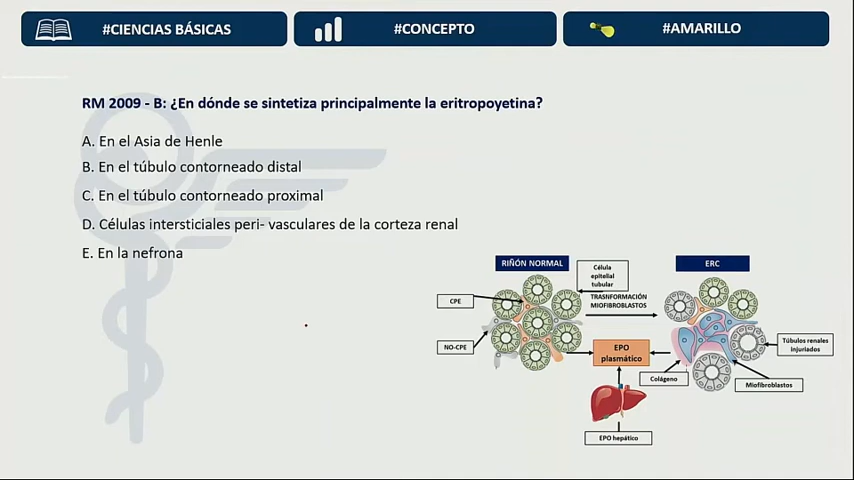 #CIENCIAS BÁSICAS
#CONCEPTO
#AMARILLO
RM 2009 - B: ¿En dónde se sintetiza principalmente la eritropoyetina?
A. En el Asia de Henle
B. En el túbulo contorneado distal
C. En el túbulo contorneado proximal
D. Células intersticiales peri- vasculares de la corteza renal
E. En la nefrona
RIÑÓN NORMAL
Célula
epitelial
tubular
ERC
CPE
TRASNFORMACIÓN
MIOFIBROBLASTOS
NO-CPE
EPO
plasmático
Túbulos renales
injuriados
Colágeno
Miofibroblastos
EPO hepático